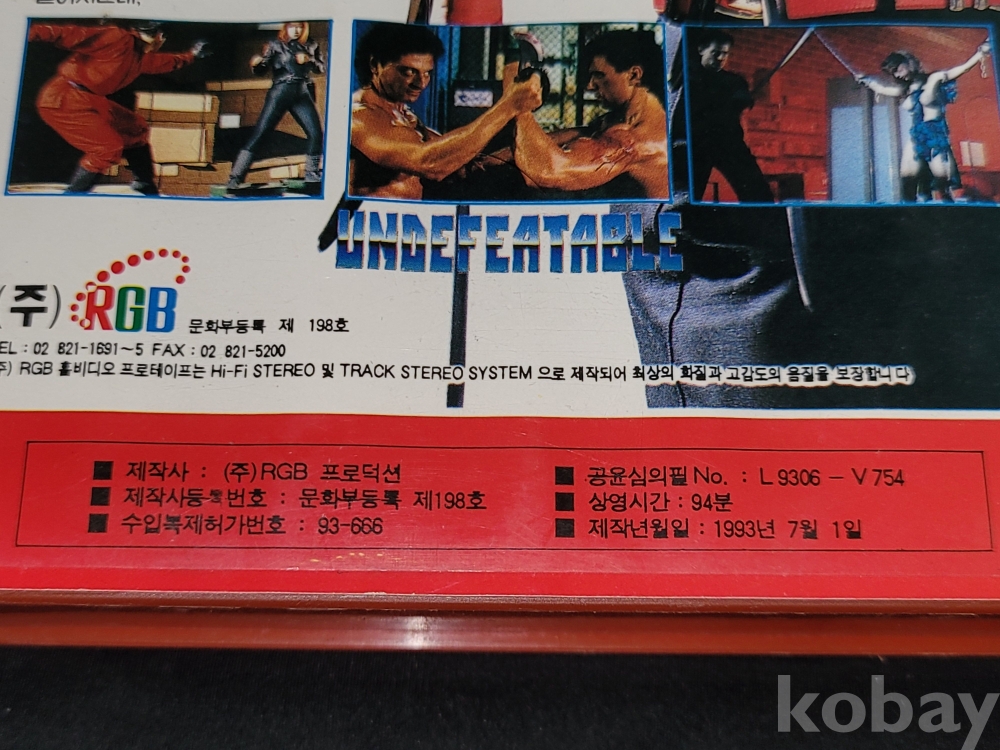 UNDEFEATABLE
(주) RGB 문화부등록 제 198호
TEL : 02 821-1691~5 FAX : 02 821-5200
(주) RGB 홈비디오 프로테이프는 Hi-Fi STEREO 및 TRACK STEREO SYSTEM 으로 제작되어 최상의 화질과 고감도의 음질을 보장합니다
■ 제작사 : (주)RGB 프로덕션
■ 제작사등록번호 : 문화부등록 제198호
■ 수입복제허가번호 : 93-666
■ 공윤심의필No. : L9306-V754
■ 상영시간 : 94분
■ 제작년월일 : 1993년 7월 1일
kobay